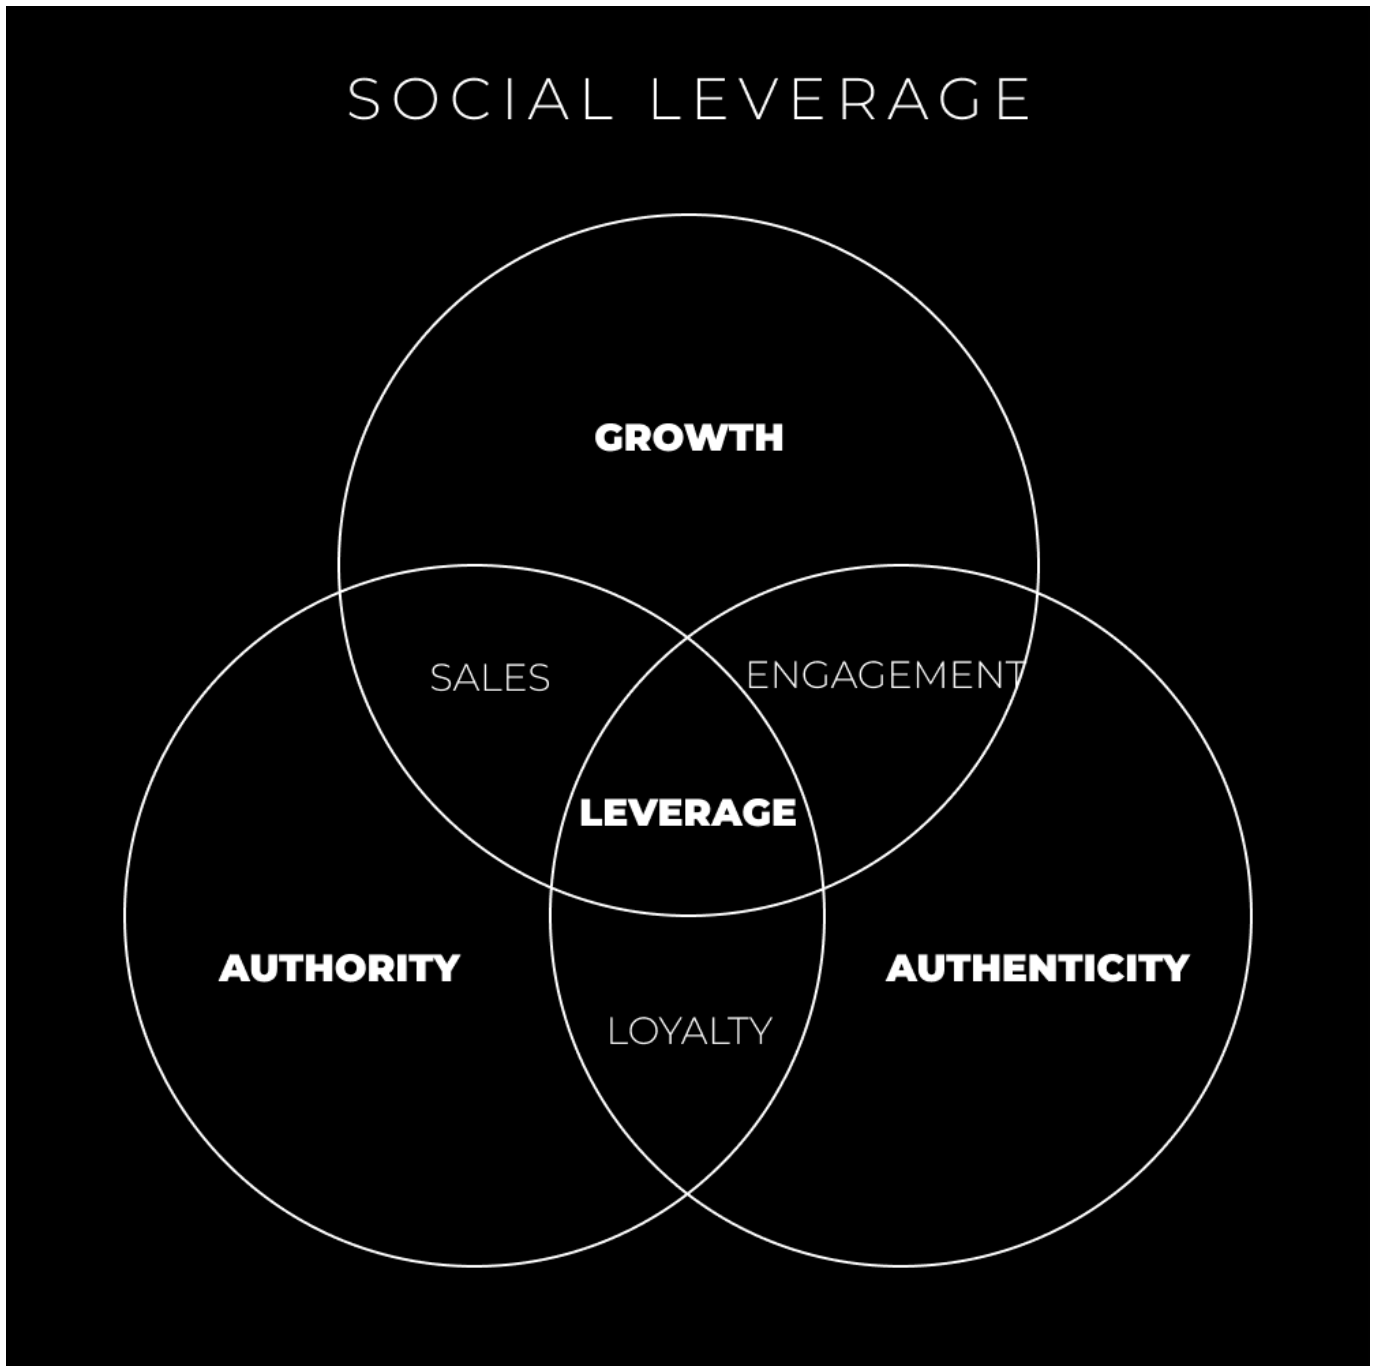 SOCIAL LEVERAGE
GROWTH
SALES
ENGAGEMENT
LEVERAGE
AUTHORITY
AUTHENTICITY
LOYALTY